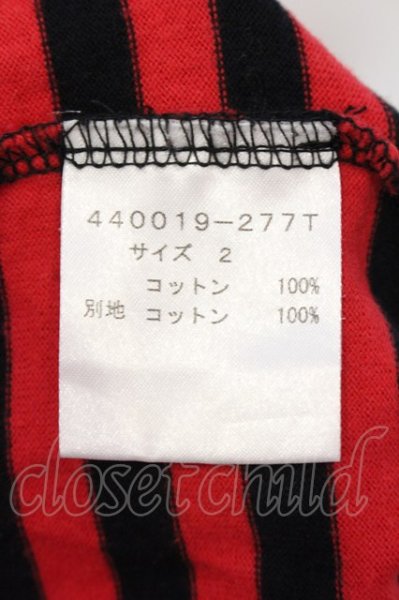 440019-277T
サイズ 2
コットン 100%
別地 コットン 100%
closetchild